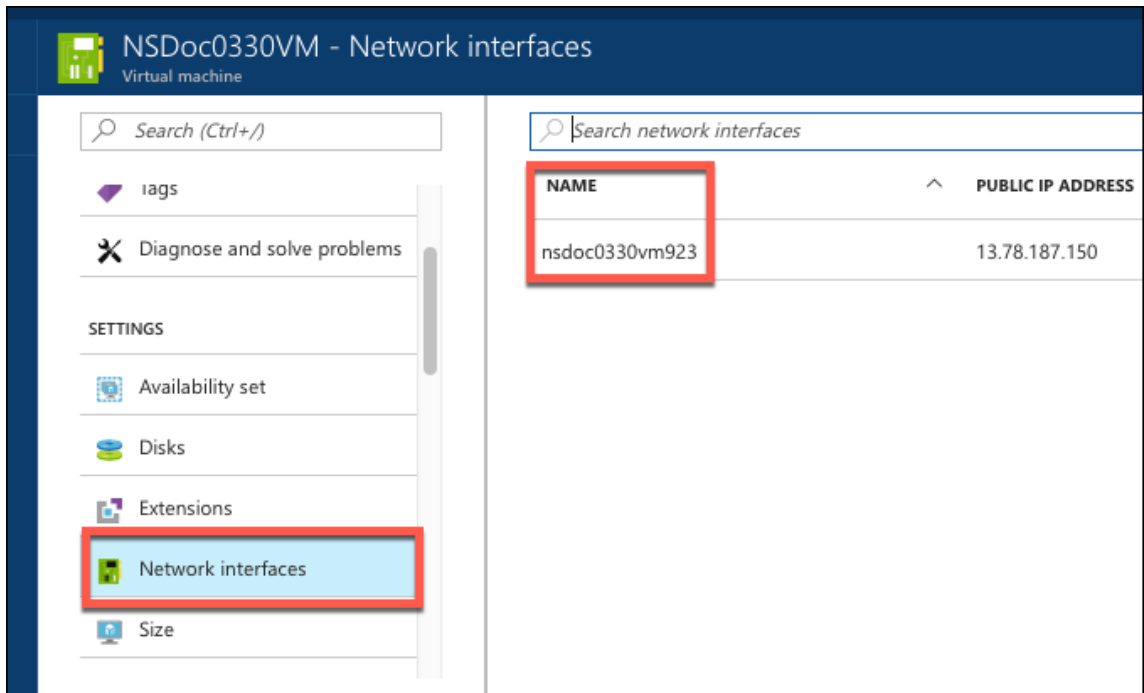 NSDoc0330VM - Network interfaces
Virtual machine
Search (Ctrl+/)
Tags
Diagnose and solve problems
SETTINGS
Availability set
Disks
Extensions
Network interfaces
Size
Search network interfaces
NAME PUBLIC IP ADDRESS
nsdoc0330vm923 13.78.187.150